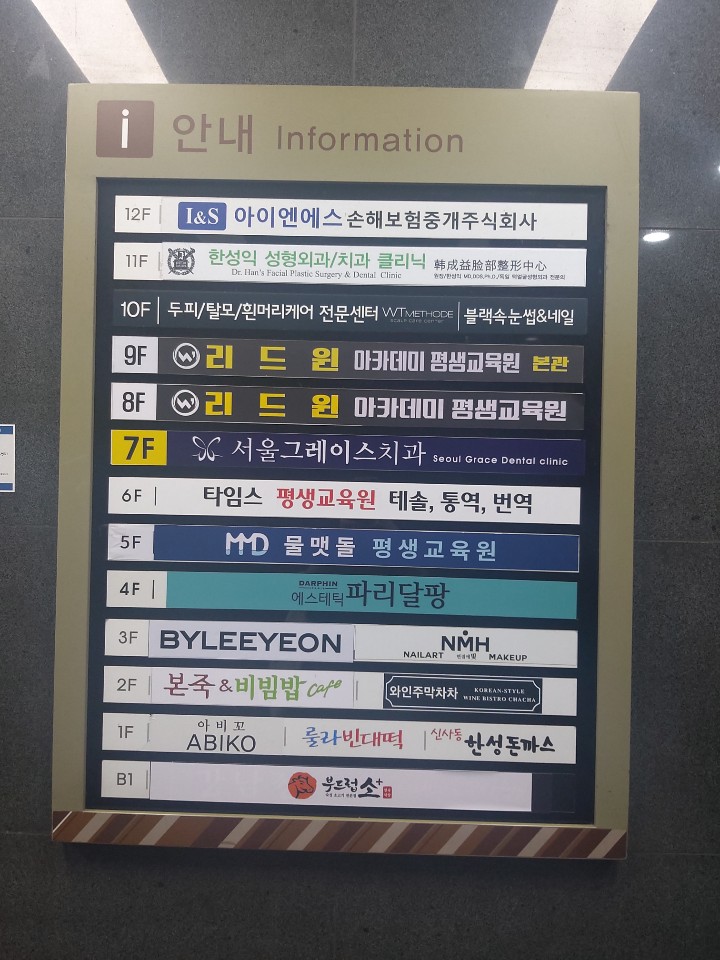 i 안내 Information
12F I&S 아이엔에스 손해보험중개주식회사
11F 한성익 성형외과/치과 클리닉 韩成益脸部整形中心
Dr. Han's Facial Plastic Surgery & Dental Clinic
10F 두피/탈모/흰머리케어 전문센터 WTMETHODE 블랙속눈썹&네일
SCALP CARE CENTER
9F 리드윈 아카데미 평생교육원 본관
8F 리드윈 아카데미 평생교육원
7F 서울그레이스치과 Seoul Grace Dental clinic
6F 타임스 평생교육원 테솔, 통역, 번역
5F MMD 물맷돌 평생교육원
4F DARPHIN
에스테틱 파리달팡
3F BYLEEYEON NMH
NAILART MAKEUP
2F 본죽&비빔밥 cafe 와인주막차차 KOREAN-STYLE
WINE BISTRO CHACHA
1F 아비꼬
ABIKO 룰라빈대떡 신사동 한성돈까스
B1 부드럽소+